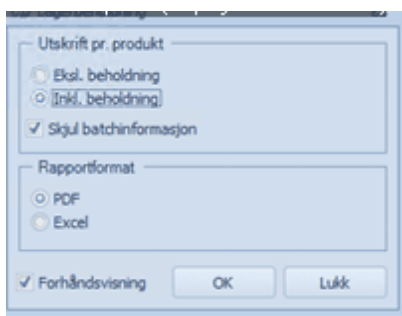 Utskrift pr. produkt
Eksl. beholdning
Inkl. beholdning
Skjul batchinformasjon
Rapportformat
PDF
Excel
Forhåndsvisning
OK
Lukk